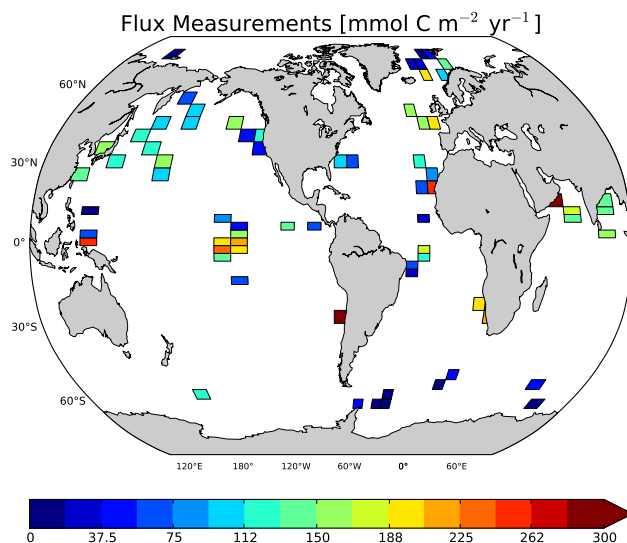 Flux Measurements [mmol C m⁻² yr⁻¹]
60°N
30°N
0°
30°S
60°S
120°E 180° 120°W 60°W 0° 60°E
0 37.5 75 112 150 188 225 262 300